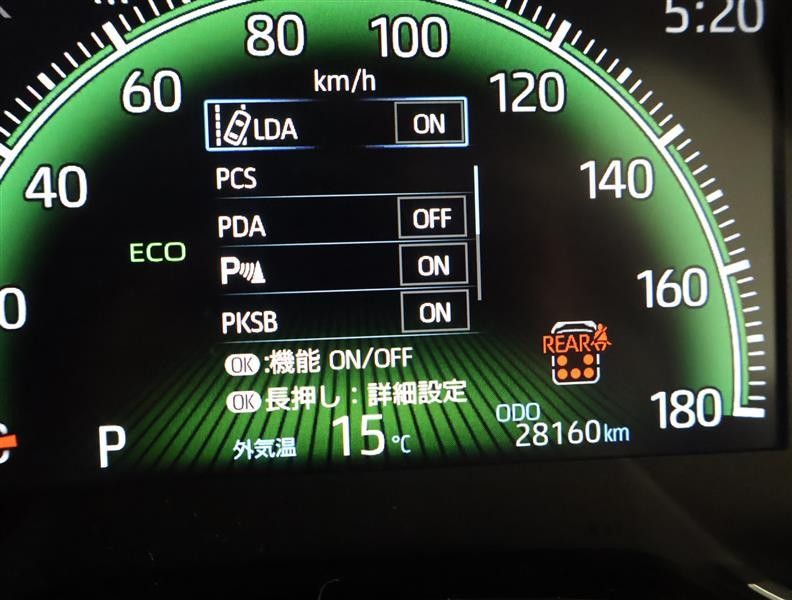 5:20
80 100
km/h
60 120
LDA ON
PCS
40 140
PDA OFF
ECO
P ON
160
PKSB ON
REAR
OK:機能 ON/OFF
OK長押し:詳細設定
180
ODO
28160km
P
外気温 15℃